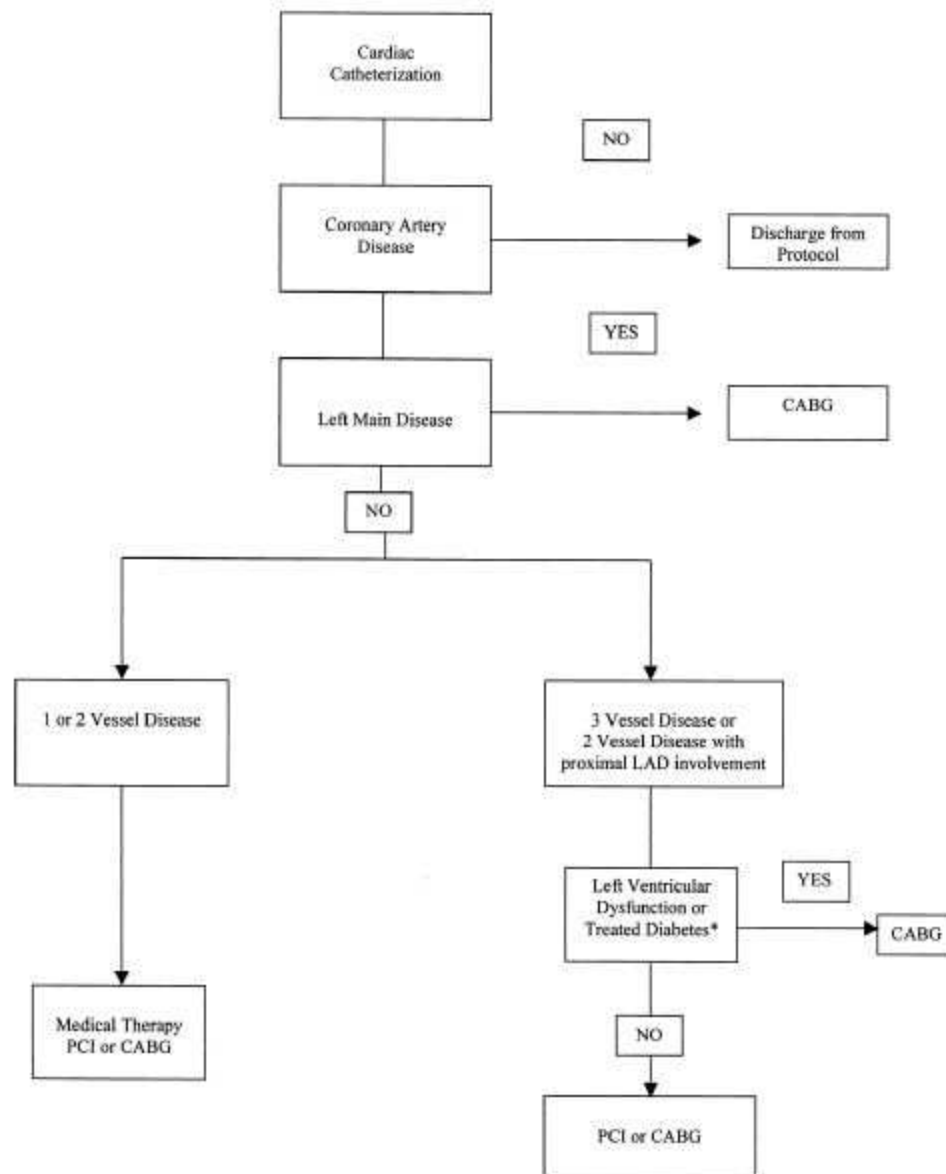 Cardiac
Catheterization
NO
Coronary Artery
Disease
Discharge from
Protocol
YES
Left Main Disease
CABG
NO
1 or 2 Vessel Disease
3 Vessel Disease or
2 Vessel Disease with
proximal LAD involvement
Left Ventricular
Dysfunction or
Treated Diabetes*
YES
CABG
Medical Therapy
PCI or CABG
NO
PCI or CABG